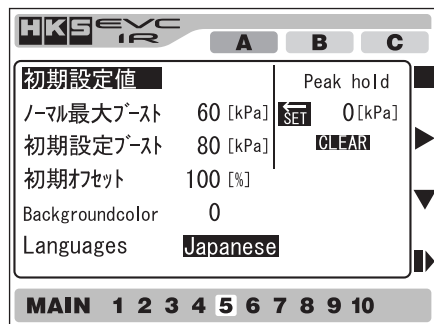 HKS EVC
IR
A B C
初期設定値
Peak hold
ノーマル最大ブースト 60 [kPa]
SET 0[kPa]
初期設定ブースト 80 [kPa]
CLEAR
初期オフセット 100 [%]
Backgroundcolor 0
Languages Japanese
MAIN 1 2 3 4 5 6 7 8 9 10